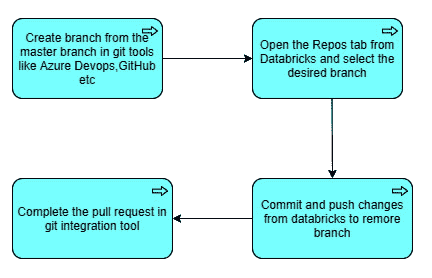 Create branch from the
master branch in git tools
like Azure Devops,GitHub
etc
Open the Repos tab from
Databricks and select the
desired branch
Commit and push changes
from databricks to remore
branch
Complete the pull request in
git integration tool